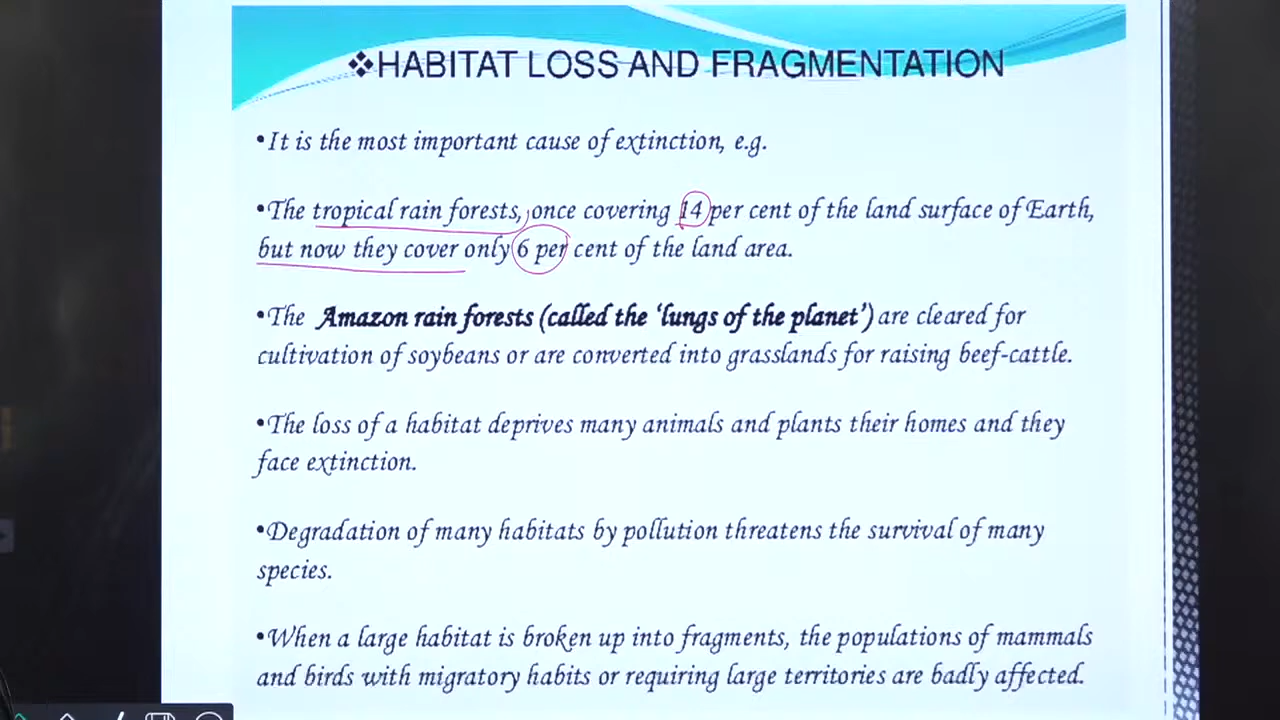 ❖HABITAT LOSS AND FRAGMENTATION
•It is the most important cause of extinction, e.g.
•The tropical rain forests, once covering 14 per cent of the land surface of Earth,
but now they cover only 6 per cent of the land area.
•The Amazon rain forests (called the ‘lungs of the planet’) are cleared for
cultivation of soybeans or are converted into grasslands for raising beef-cattle.
•The loss of a habitat deprives many animals and plants their homes and they
face extinction.
•Degradation of many habitats by pollution threatens the survival of many
species.
•When a large habitat is broken up into fragments, the populations of mammals
and birds with migratory habits or requiring large territories are badly affected.